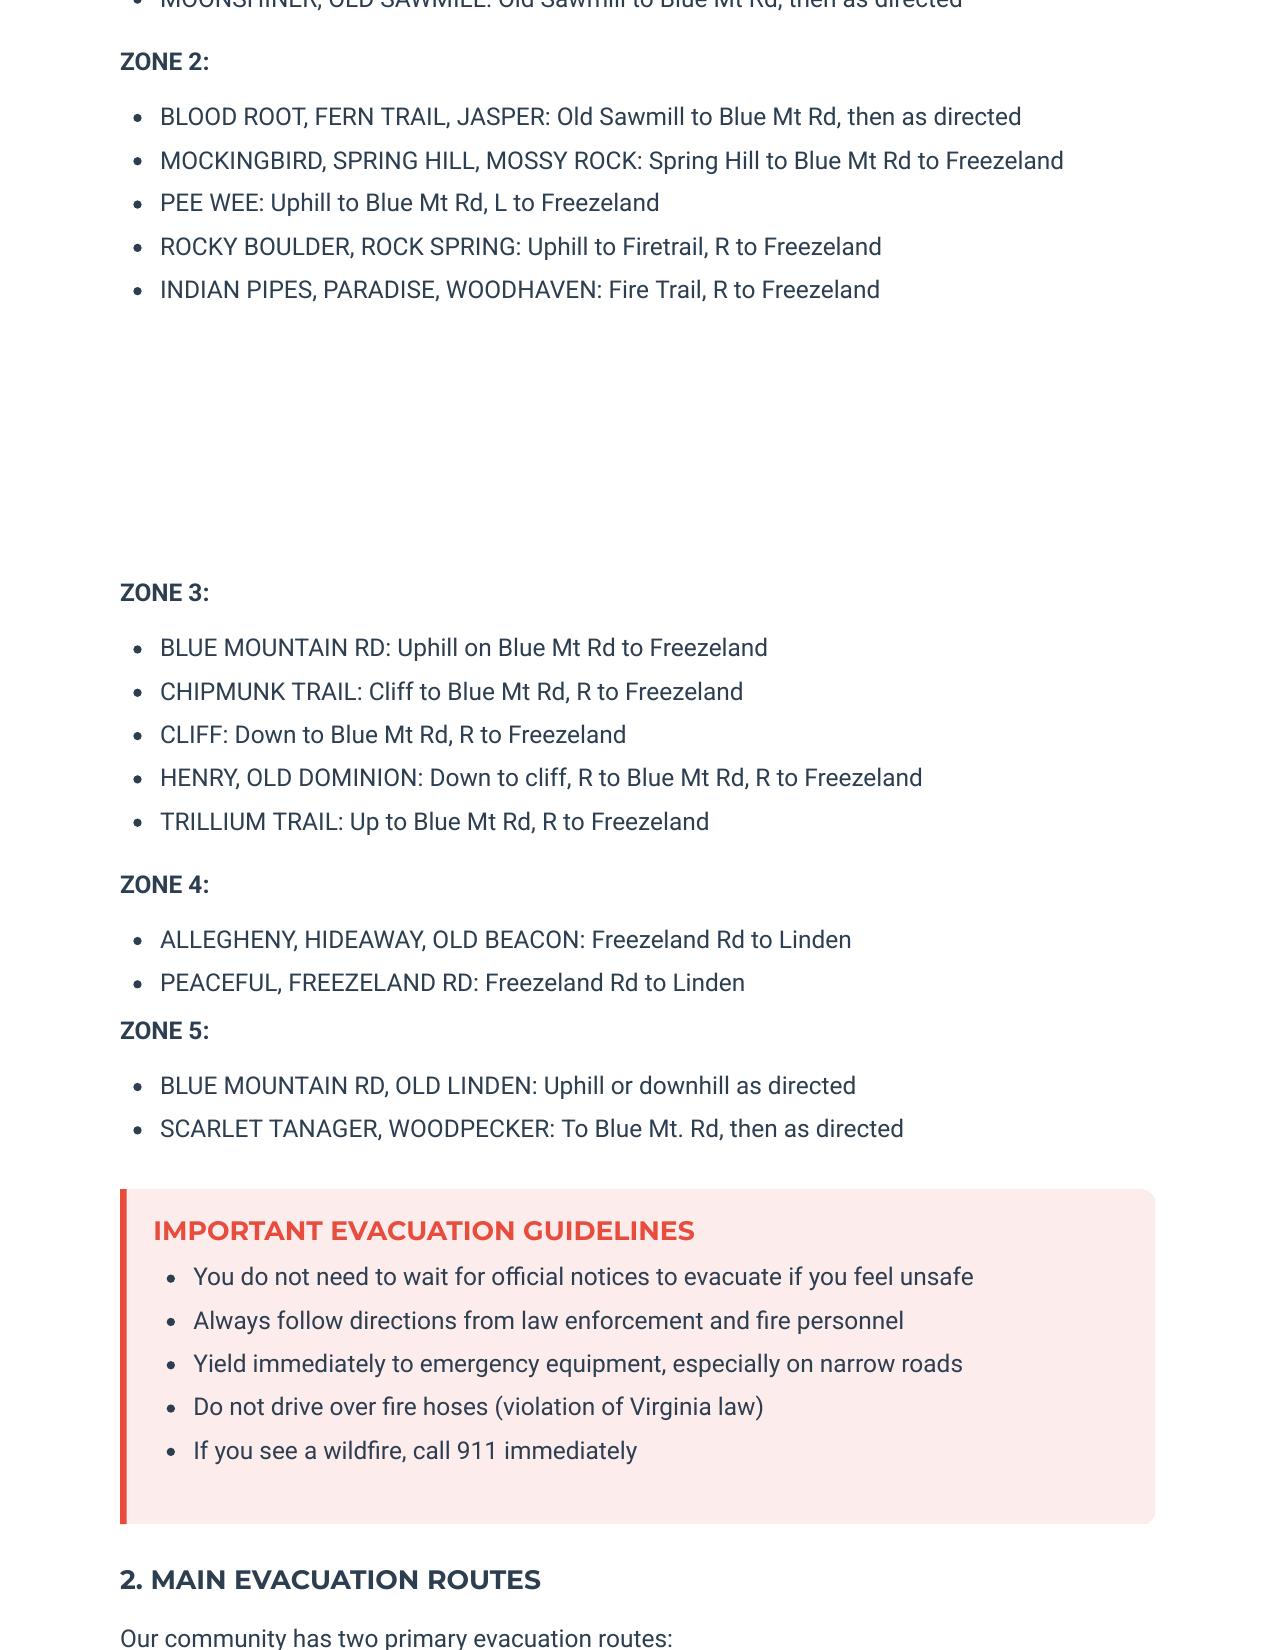 MOONSHINER, OLD SAWMILL: Old Sawmill to Blue Mt Rd, then as directed
ZONE 2:
• BLOOD ROOT, FERN TRAIL, JASPER: Old Sawmill to Blue Mt Rd, then as directed
• MOCKINGBIRD, SPRING HILL, MOSSY ROCK: Spring Hill to Blue Mt Rd to Freezeland
• PEE WEE: Uphill to Blue Mt Rd, L to Freezeland
• ROCKY BOULDER, ROCK SPRING: Uphill to Firetrail, R to Freezeland
• INDIAN PIPES, PARADISE, WOODHAVEN: Fire Trail, R to Freezeland
ZONE 3:
• BLUE MOUNTAIN RD: Uphill on Blue Mt Rd to Freezeland
• CHIPMUNK TRAIL: Cliff to Blue Mt Rd, R to Freezeland
• CLIFF: Down to Blue Mt Rd, R to Freezeland
• HENRY, OLD DOMINION: Down to cliff, R to Blue Mt Rd, R to Freezeland
• TRILLIUM TRAIL: Up to Blue Mt Rd, R to Freezeland
ZONE 4:
• ALLEGHENY, HIDEAWAY, OLD BEACON: Freezeland Rd to Linden
• PEACEFUL, FREEZELAND RD: Freezeland Rd to Linden
ZONE 5:
• BLUE MOUNTAIN RD, OLD LINDEN: Uphill or downhill as directed
• SCARLET TANAGER, WOODPECKER: To Blue Mt. Rd, then as directed
IMPORTANT EVACUATION GUIDELINES
• You do not need to wait for official notices to evacuate if you feel unsafe
• Always follow directions from law enforcement and fire personnel
• Yield immediately to emergency equipment, especially on narrow roads
• Do not drive over fire hoses (violation of Virginia law)
• If you see a wildfire, call 911 immediately
2. MAIN EVACUATION ROUTES
Our community has two primary evacuation routes: